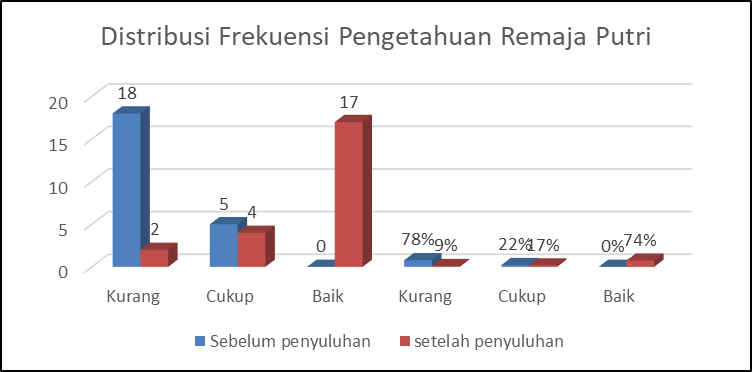 Distribusi Frekuensi Pengetahuan Remaja Putri
20
15
10
5
0
18
2
5
4
0
17
78%
9%
22%
17%
0%
74%
Kurang
Cukup
Baik
Kurang
Cukup
Baik
Sebelum penyuluhan
setelah penyuluhan